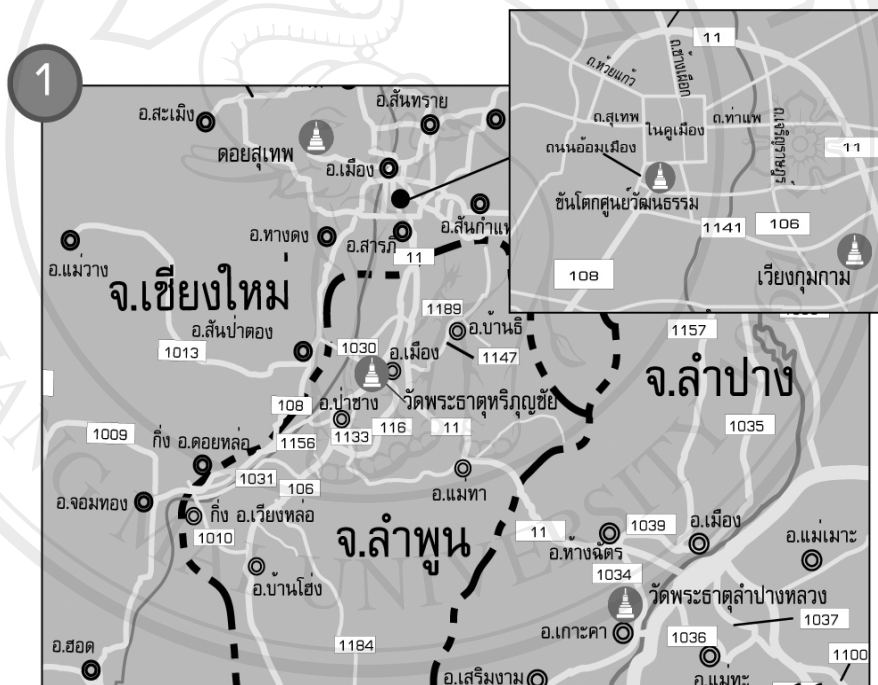 1
11
ถ.ห้วยแก้ว
ถ.ช้างเผือก
อ.สันทราย
อ.สะเมิง
ถ.สุเทพ
ในคูเมือง
ถ.ท่าแพ
ถ.เจริญราษฎร์
ถนนอ้อมเมือง
11
ดอยสุเทพ
อ.เมือง
ขันโตกศูนย์วัฒนธรรม
อ.สันกำแพ
อ.หางดง
อ.สารภี
11
1141
106
อ.แม่วาง
108
เวียงกุมกาม
จ.เชียงใหม่
1189
อ.สันป่าตอง
อ.บ้านธิ
1157
1013
1030
อ.เมือง
1147
จ.ลำปาง
108
อ.ป่าซาง
วัดพระธาตุหริภุญชัย
1009
กิ่ง อ.ดอยหล่อ
1156
1133
116
11
1035
1031
106
อ.แม่ทา
อ.จอมทอง
กิ่ง อ.เวียงหล่อ
1010
จ.ลำพูน
11
1039
อ.เมือง
อ.ห้างฉัตร
อ.แม่เมาะ
1034
อ.บ้านโฮ่ง
วัดพระธาตุลำปางหลวง
1037
อ.เกาะคา
1036
อ.ฮอด
1184
1100
อ.เสริมงาม
อ.แม่ทะ
UNIVERSITY